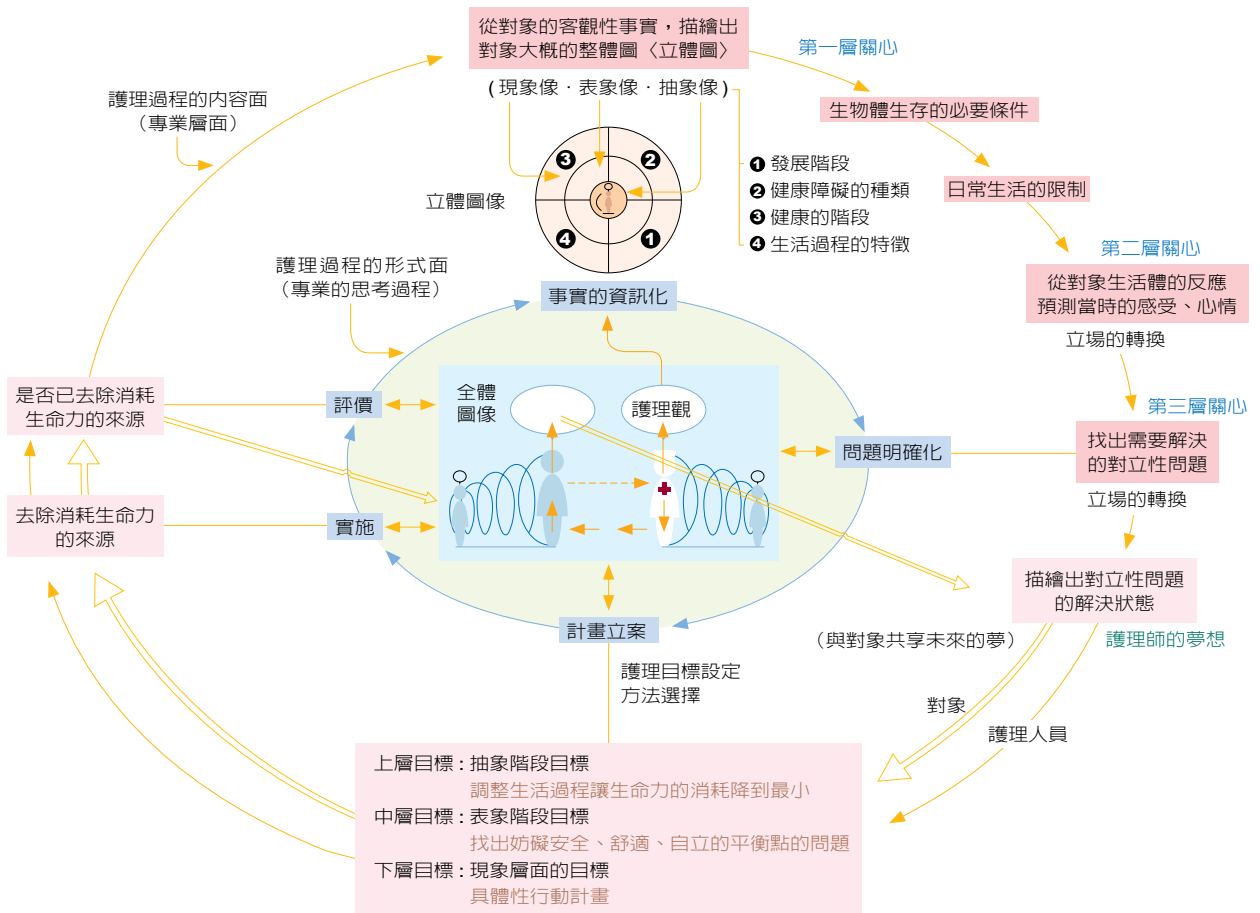 從對象的客觀性事實，描繪出
對象大概的整體圖〈立體圖〉
第一層關心
(現象像．表象像．抽象像)
護理過程的內容面
（專業層面）
生物體生存的必要條件
❸
❷
❹
❶
立體圖像
❶ 發展階段
❷ 健康障礙的種類
❸ 健康的階段
❹ 生活過程的特徵
日常生活的限制
第二層關心
從對象生活體的反應
預測當時的感受、心情
立場的轉換
護理過程的形式面
（專業的思考過程）
事實的資訊化
是否已去除消耗
生命力的來源
評價
全體
圖像
護理觀
第三層關心
問題明確化
找出需要解決
的對立性問題
立場的轉換
去除消耗生命力
的來源
實施
描繪出對立性問題
的解決狀態
計畫立案
（與對象共享未來的夢）
護理師的夢想
護理目標設定
方法選擇
對象
護理人員
上層目標：抽象階段目標
調整生活過程讓生命力的消耗降到最小
中層目標：表象階段目標
找出妨礙安全、舒適、自立的平衡點的問題
下層目標：現象層面的目標
具體性行動計畫